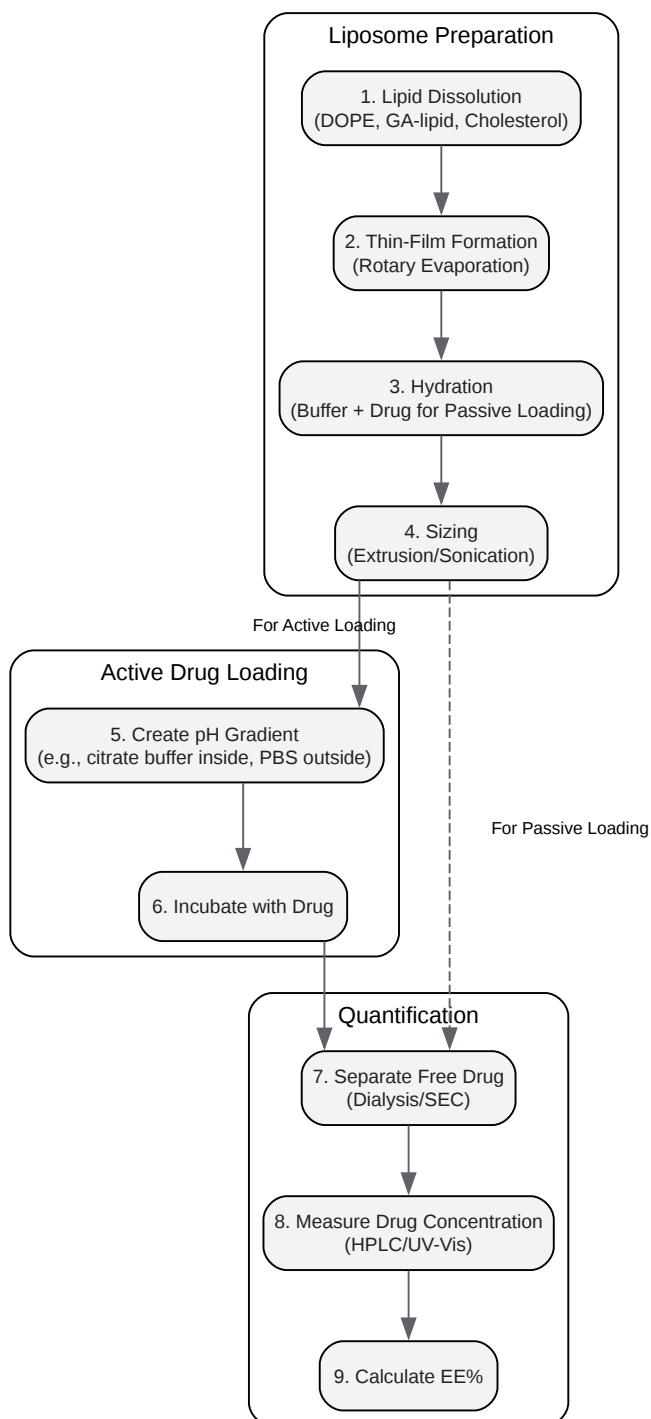 Liposome Preparation
1. Lipid Dissolution
(DOPE, GA-lipid, Cholesterol)
2. Thin-Film Formation
(Rotary Evaporation)
3. Hydration
(Buffer + Drug for Passive Loading)
4. Sizing
(Extrusion/Sonication)
For Active Loading
Active Drug Loading
5. Create pH Gradient
(e.g., citrate buffer inside, PBS outside)
For Passive Loading
6. Incubate with Drug
Quantification
7. Separate Free Drug
(Dialysis/SEC)
8. Measure Drug Concentration
(HPLC/UV-Vis)
9. Calculate EE%